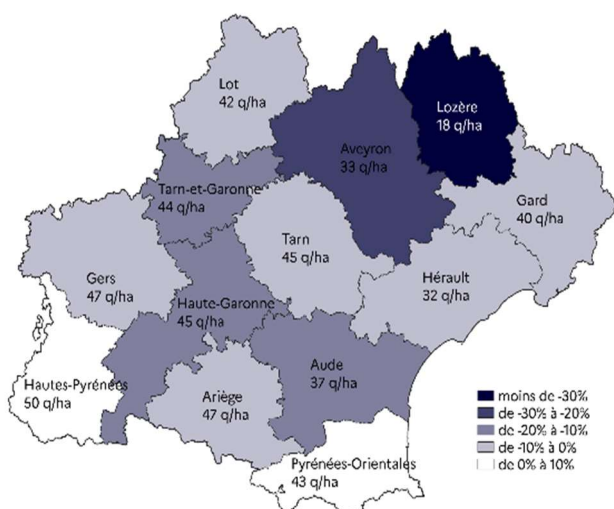 Lot
42 q/ha
Lozère
18 q/ha
Aveyron
33 q/ha
Tarn-et-Garonne
44 q/ha
Gard
40 q/ha
Tarn
45 q/ha
Gers
47 q/ha
Hérault
32 q/ha
Haute-Garonne
45 q/ha
Aude
37 q/ha
Hautes-Pyrénées
50 q/ha
Ariège
47 q/ha
Pyrénées-Orientales
43 q/ha
moins de -30%
de -30% à -20%
de -20% à -10%
de -10% à 0%
de 0% à 10%